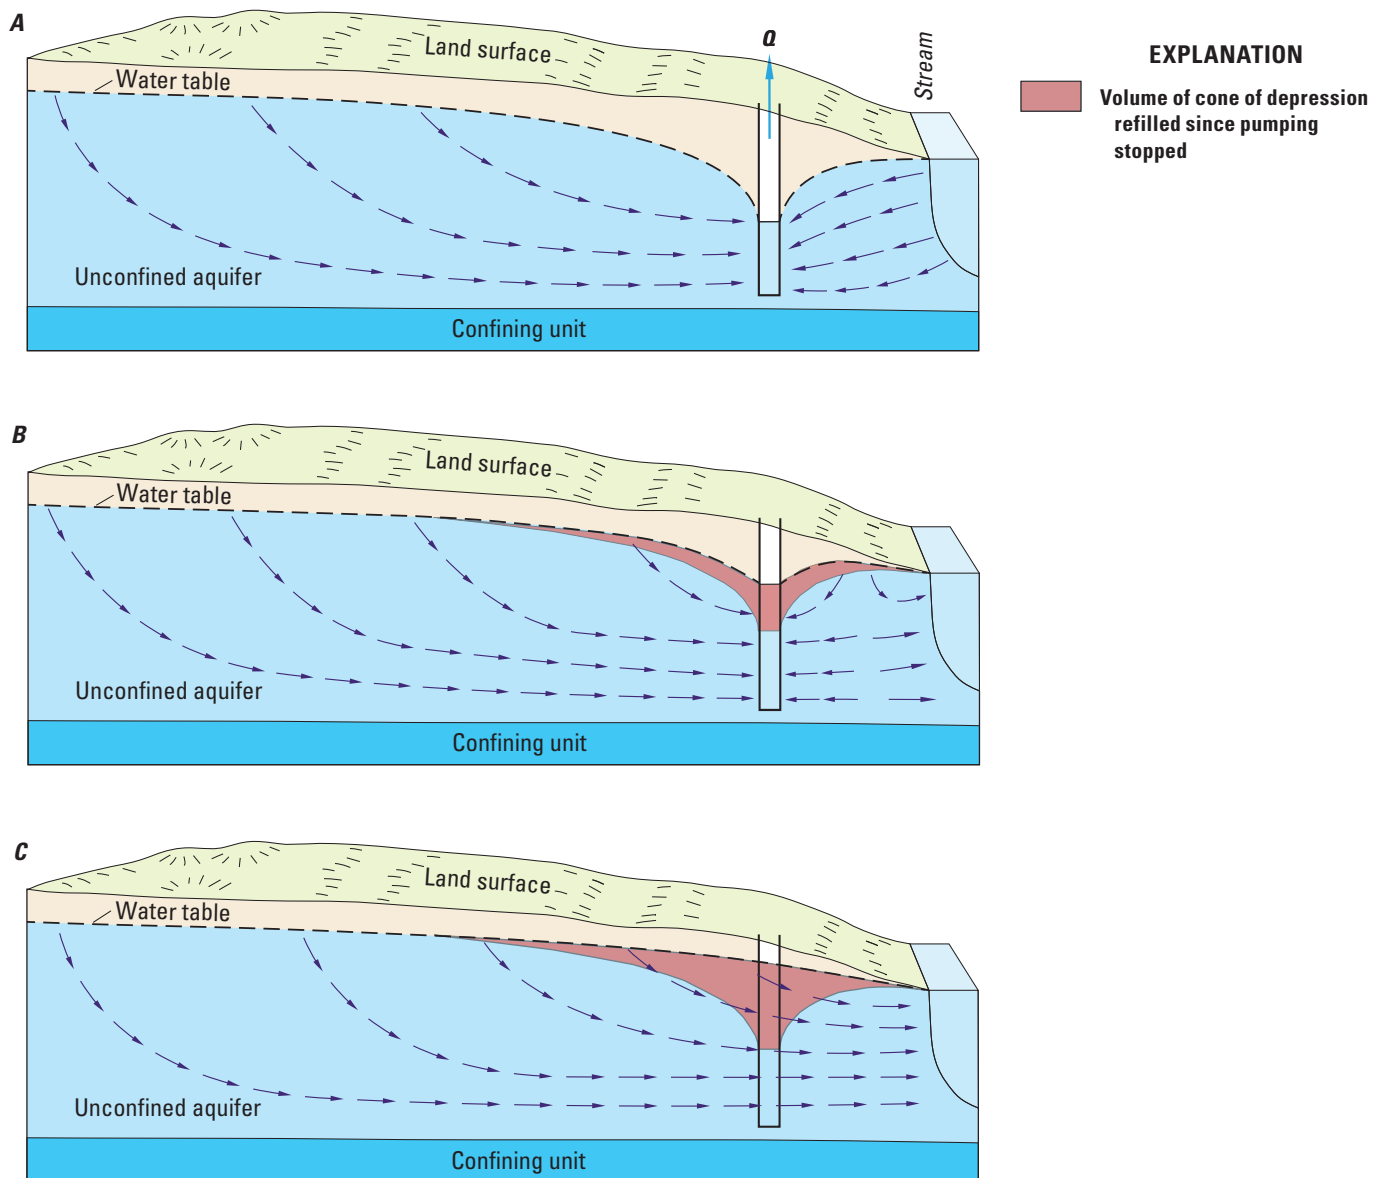 A
Land surface
Water table
Q
Stream
Unconfined aquifer
Confining unit
EXPLANATION
Volume of cone of depression
refilled since pumping
stopped
B
Land surface
Water table
Unconfined aquifer
Confining unit
C
Land surface
Water table
Unconfined aquifer
Confining unit